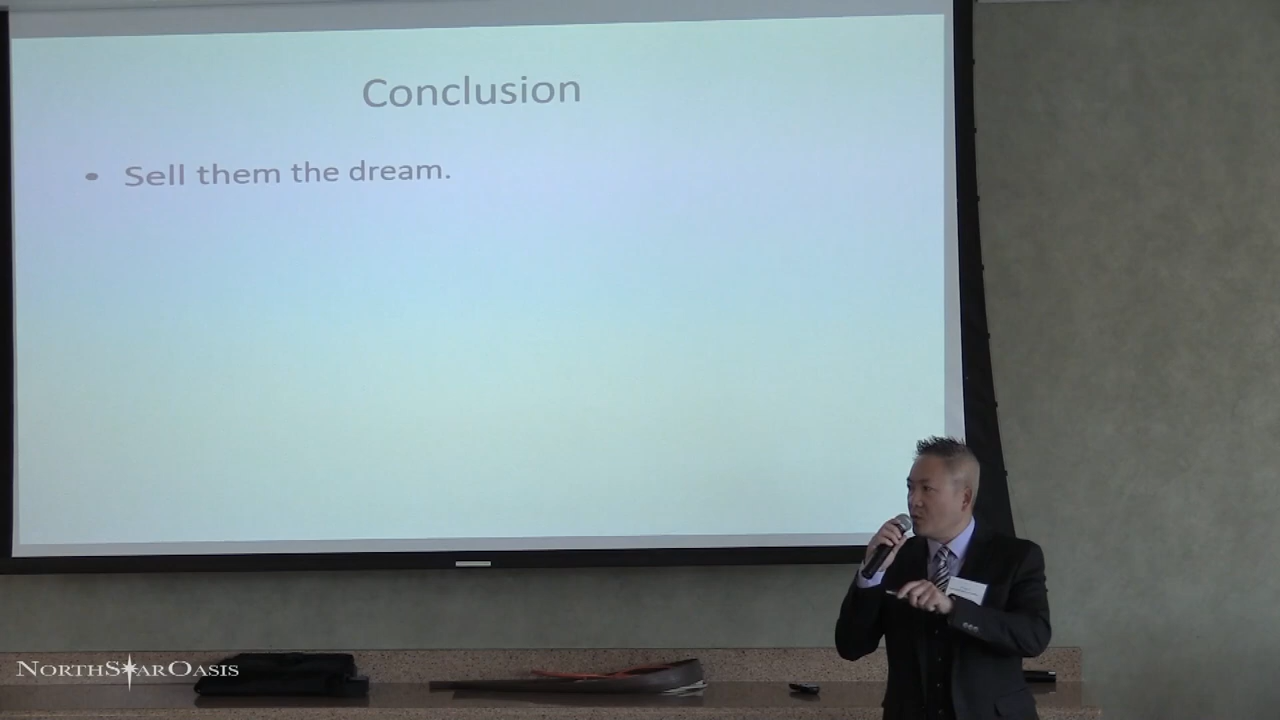 Conclusion
• Sell them the dream.
NORTHSTAROASIS